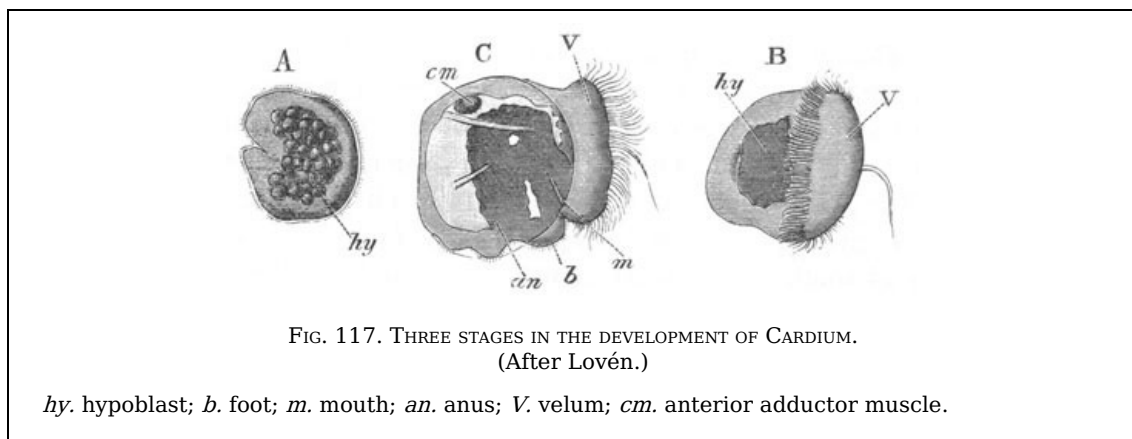 A
C
V
B
cm
hy
V
hy
an
b
m
FIG. 117. THREE STAGES IN THE DEVELOPMENT OF CARDIUM.
(After Lovén.)
hy. hypoblast; b. foot; m. mouth; an. anus; V. velum; cm. anterior adductor muscle.